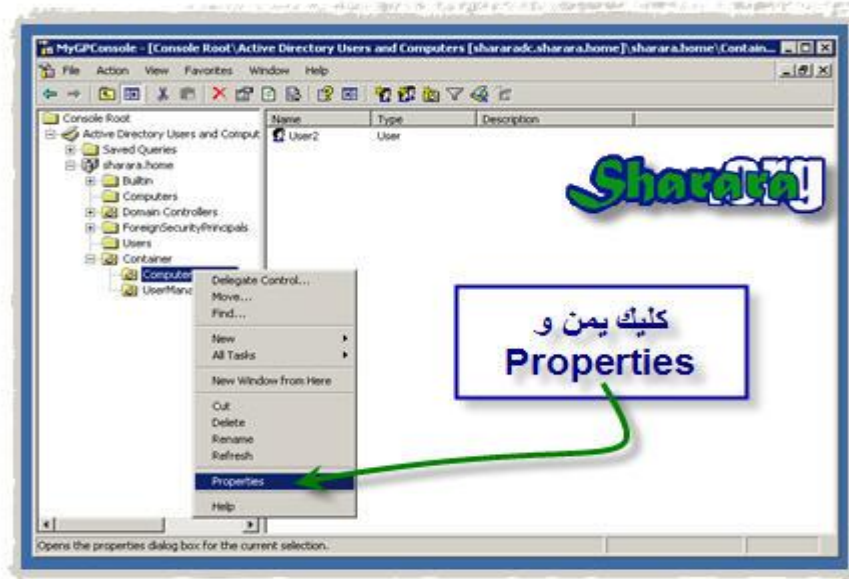 MyGPConsole - [Console Root\Active Directory Users and Computers [shararadc.sharara.home]\sharara.home\Contain...
File Action View Favorites Window Help
Console Root
Active Directory Users and Comput
Saved Queries
sharara.home
Builtin
Computers
Domain Controllers
ForeignSecurityPrincipals
Users
Container
Computer
UserMana
Name Type Description
User2 User
Sharara
org
Delegate Control...
Move...
Find...
New
All Tasks
New Window from Here
Cut
Delete
Rename
Refresh
Properties
Help
كليك يمن و
Properties
Opens the properties dialog box for the current selection.